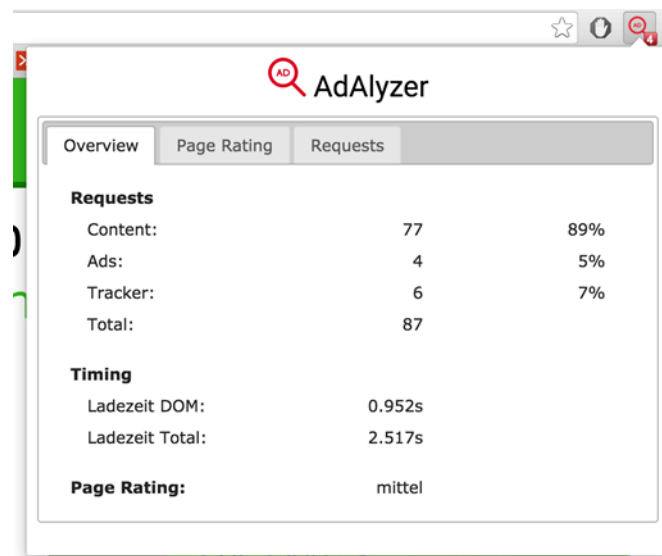 4
AD AdAlyzer
Overview Page Rating Requests
Requests
Content: 77 89%
Ads: 4 5%
Tracker: 6 7%
Total: 87
Timing
Ladezeit DOM: 0.952s
Ladezeit Total: 2.517s
Page Rating: mittel